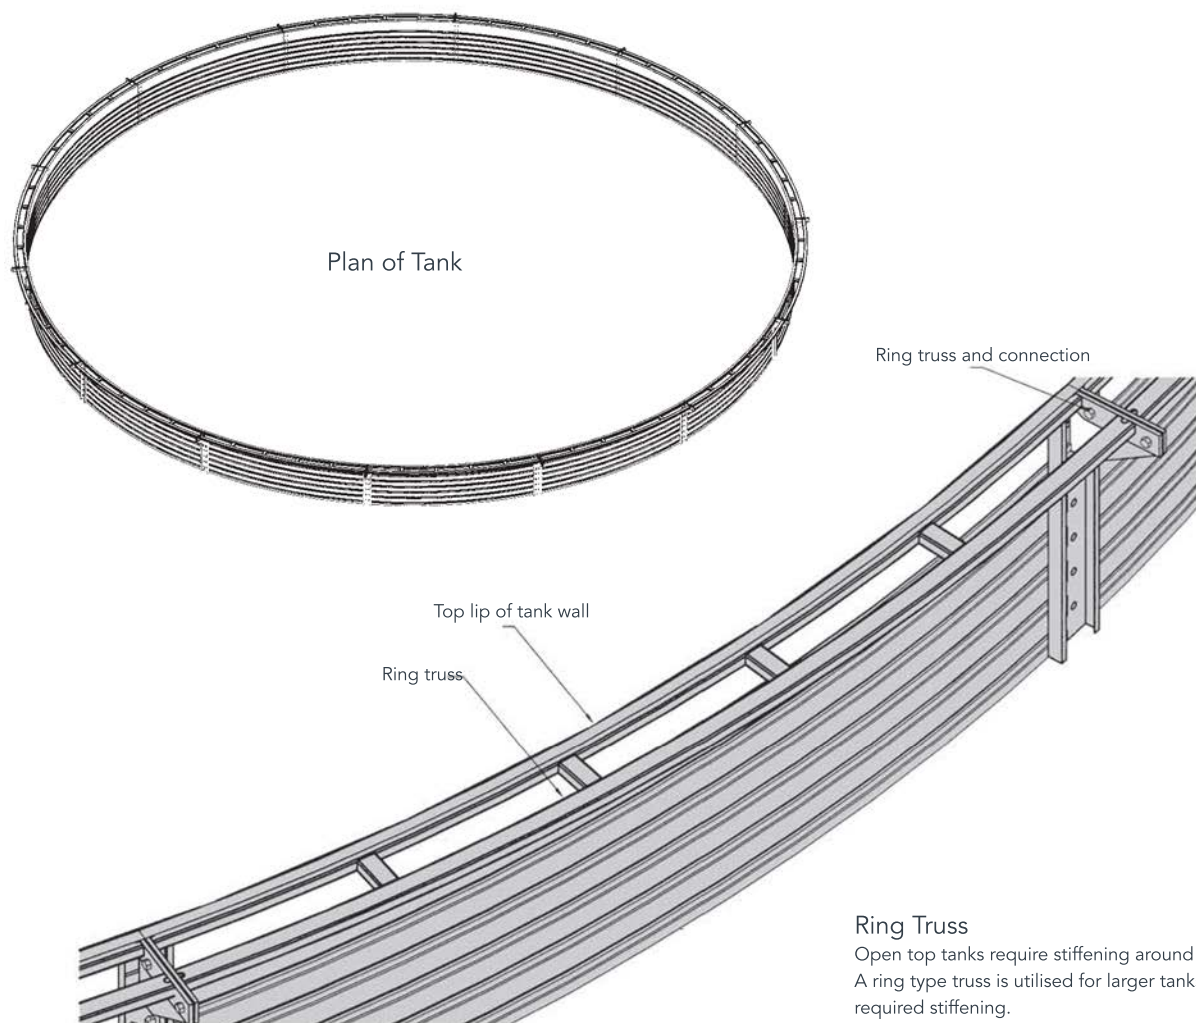 Plan of Tank
Ring truss and connection
Top lip of tank wall
Ring truss
Ring Truss
Open top tanks require stiffening around
A ring type truss is utilised for larger tank
required stiffening.